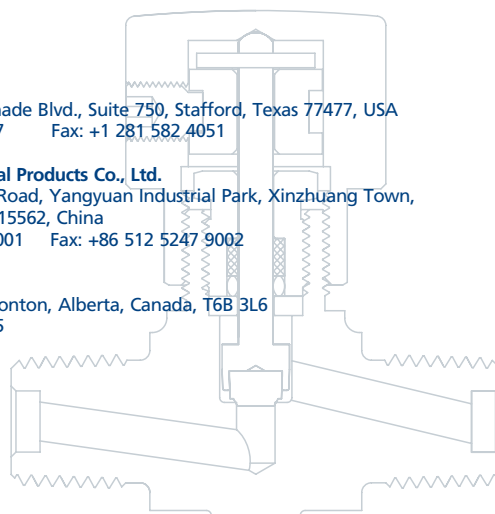 ade Blvd., Suite 750, Stafford, Texas 77477, USA
7 Fax: +1 281 582 4051
al Products Co., Ltd.
Road, Yangyuan Industrial Park, Xinzhuang Town,
15562, China
001 Fax: +86 512 5247 9002
onton, Alberta, Canada, T6B 3L6
5